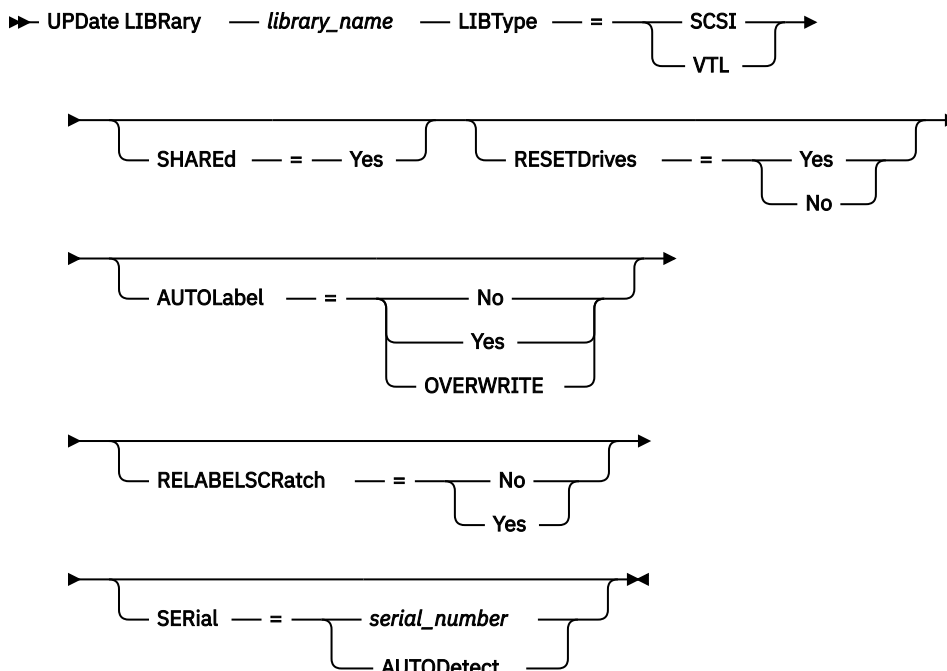 UPDate LIBRary library_name LIBType = SCSI
VTL
SHAREd = Yes RESETDrives = Yes
No
AUTOLabel = No
Yes
OVERWRITE
RELABELSCRatch = No
Yes
SERial = serial_number
AUTODetect